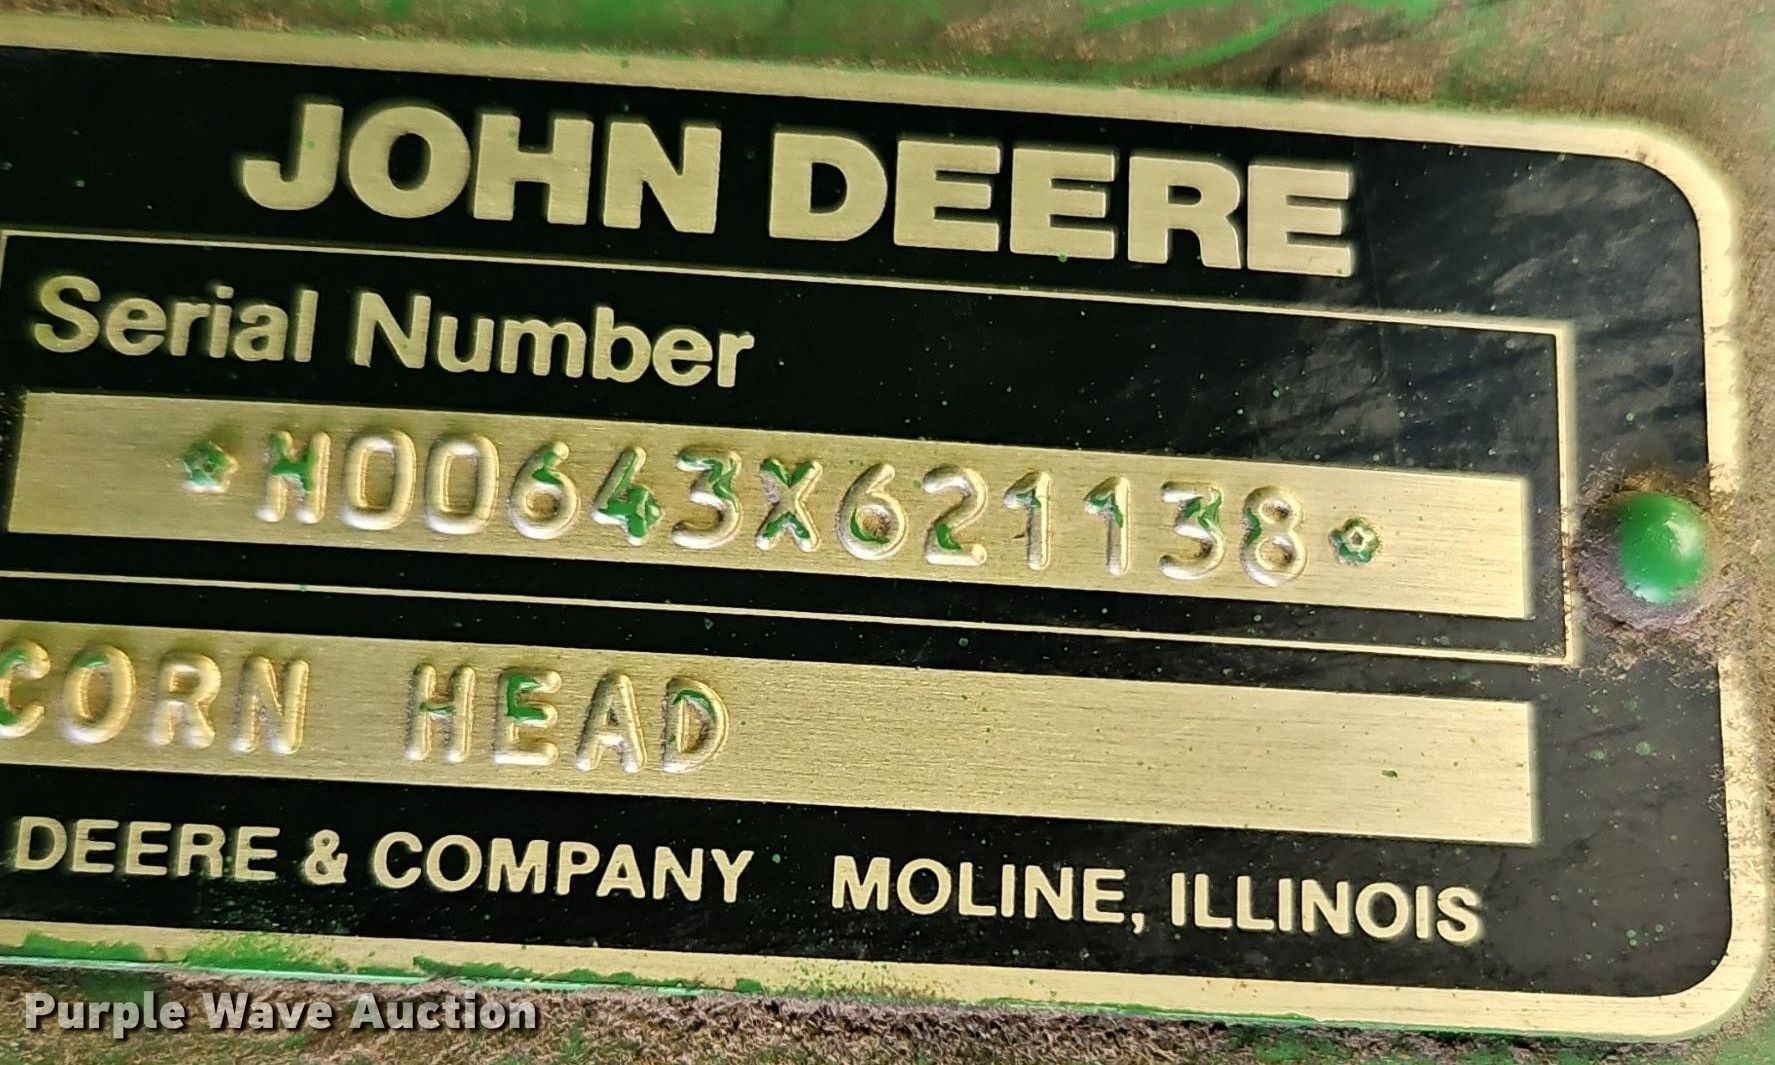 JOHN DEERE
Serial Number
*H00643X621138*
CORN HEAD
DEERE & COMPANY MOLINE, ILLINOIS
Purple Wave Auction